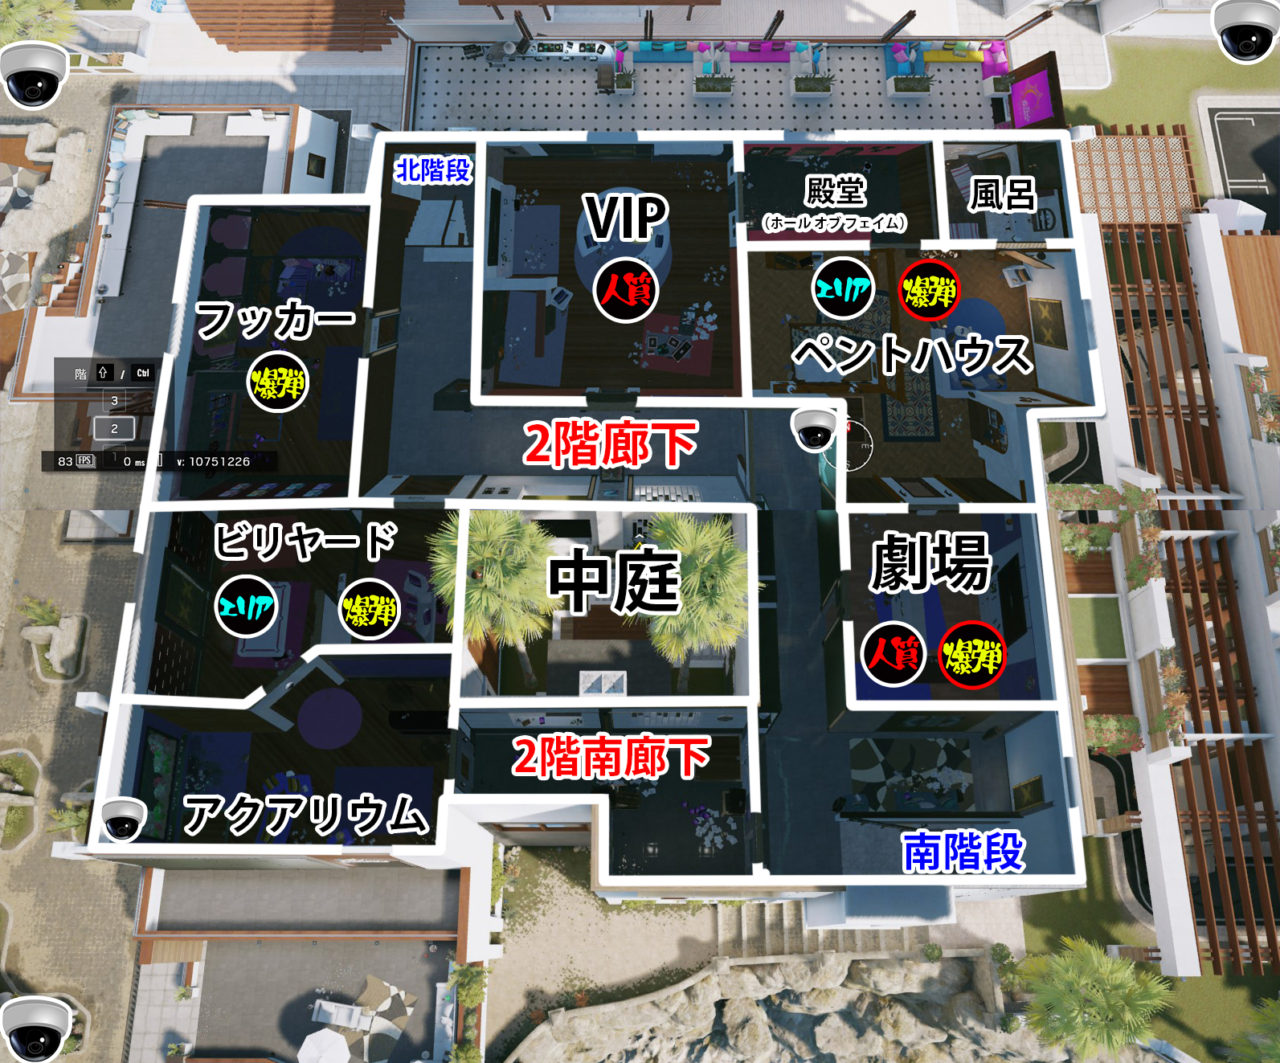 北階段
VIP
人質
殿堂
(ホールオブフェイム)
風呂
エリア
爆弾
ペントハウス
フッカー
爆弾
階 / Ctrl
3
2
83 FPS 0 ms v: 10751226
2階廊下
ビリヤード
エリア
爆弾
中庭
劇場
人質
爆弾
2階南廊下
アクアリウム
南階段